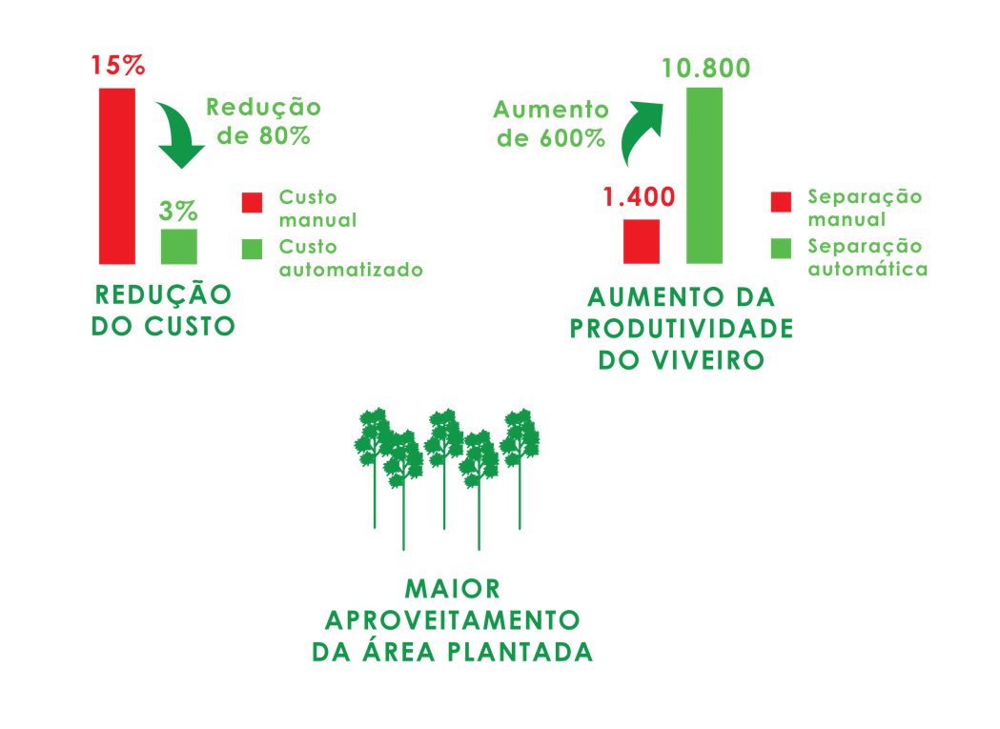 15%
Redução
de 80%
3%
Custo
manual
Custo
automatizado
REDUÇÃO
DO CUSTO
10.800
Aumento
de 600%
1.400
Separação
manual
Separação
automática
AUMENTO DA
PRODUTIVIDADE
DO VIVEIRO
MAIOR
APROVEITAMENTO
DA ÁREA PLANTADA